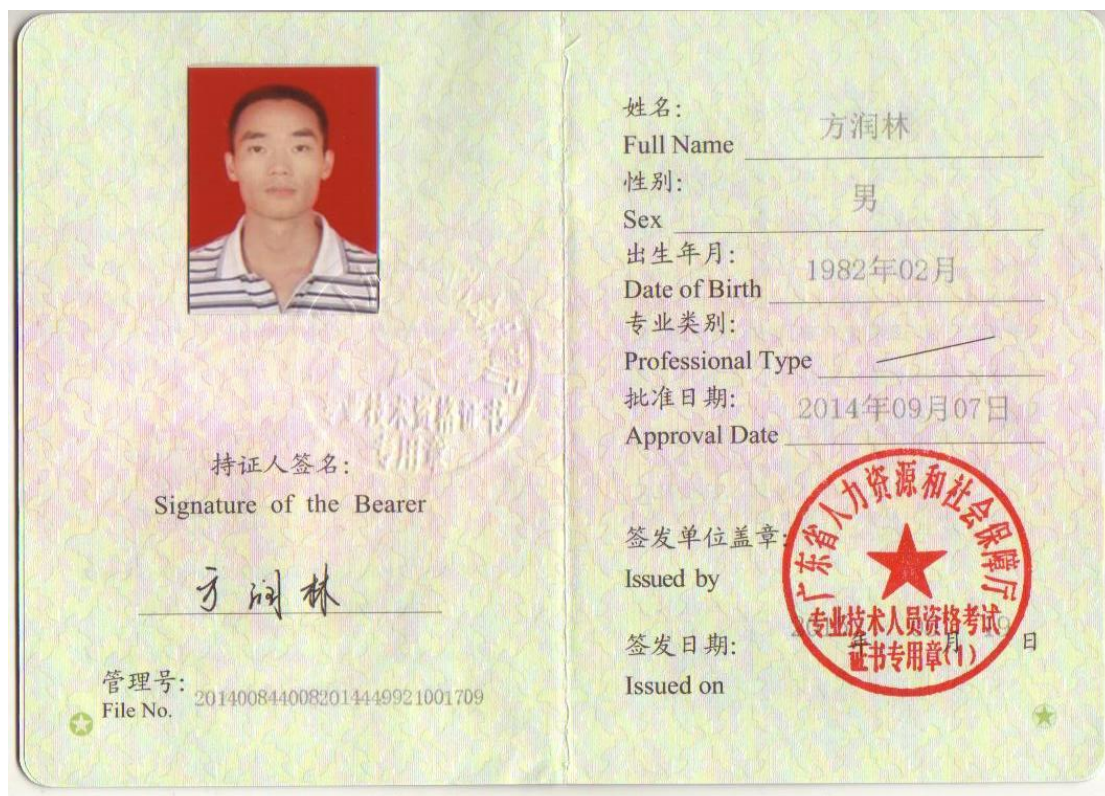 持证人签名:
Signature of the Bearer
方润林
管理号:
File No.
姓名:
方润林
Full Name
性别:
男
Sex
出生年月:
1982年02月
Date of Birth
专业类别:
Professional Type
批准日期:
2014年09月07日
Approval Date
签发单位盖章:
Issued by
广东省人力资源和社会保障厅
专业技术人员资格考试
证书专用章(1)
签发日期:
年 月 19 日
Issued on